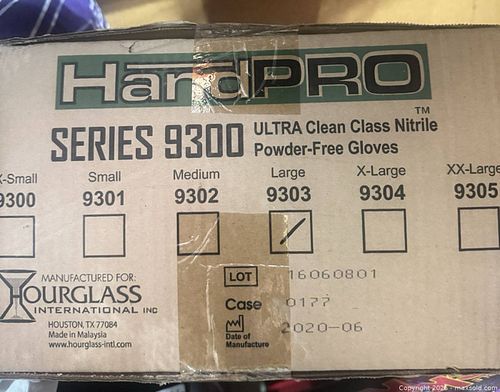 HandPRO
TM
SERIES 9300 ULTRA Clean Class Nitrile
Powder-Free Gloves
X-Small Small Medium Large X-Large XX-Large
9300 9301 9302 9303 9304 9305
MANUFACTURED FOR:
HOURGLASS
INTERNATIONAL INC
HOUSTON, TX 77084
Made in Malaysia
www.hourglass-intl.com
LOT 16060801
Case 0177
Date of
Manufacture
2020-06
Copyright 2026 - maxsold.com